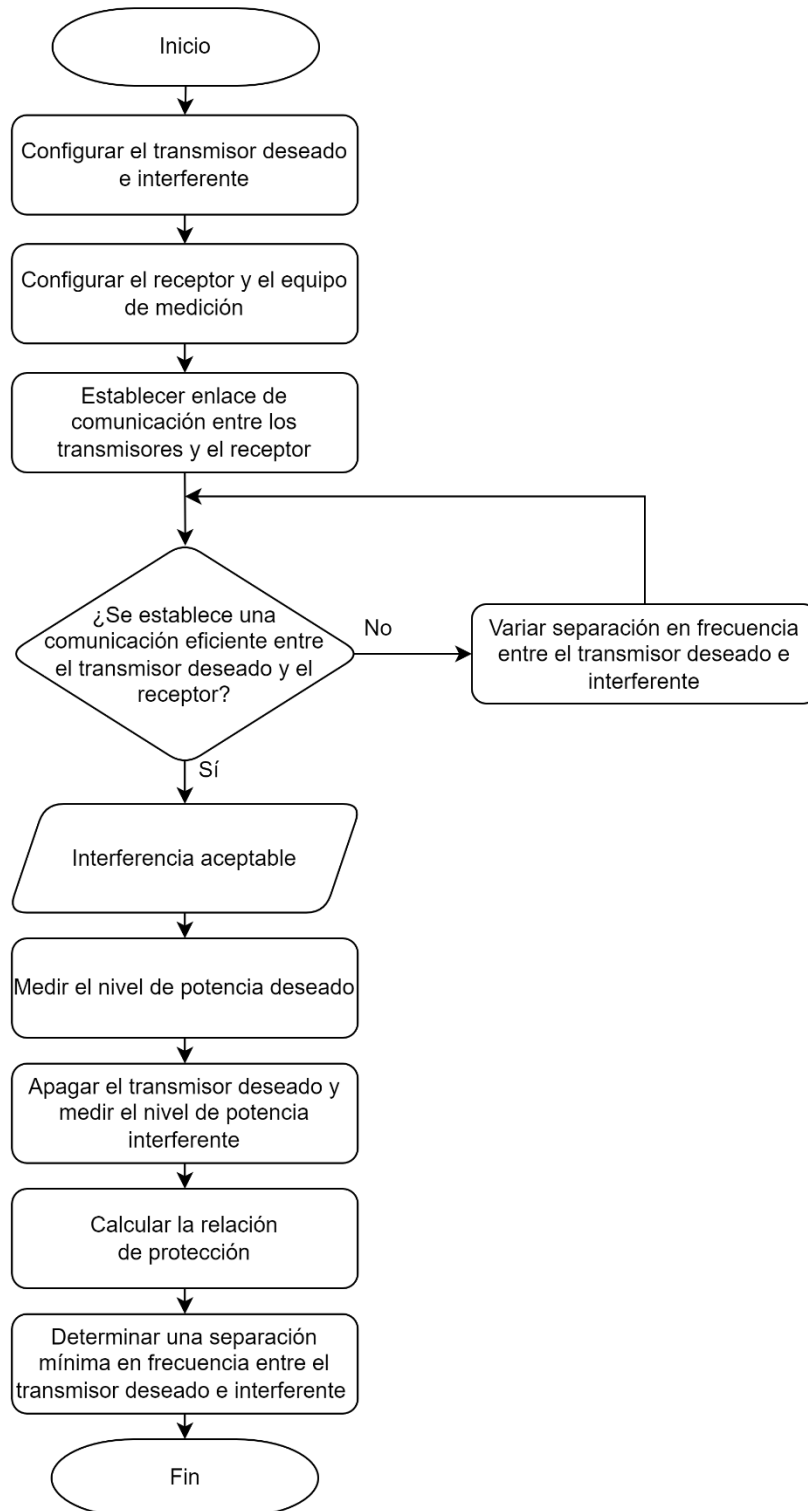 Inicio
Configurar el transmisor deseado
e interferente
Configurar el receptor y el equipo
de medición
Establecer enlace de
comunicación entre los
transmisores y el receptor
¿Se establece una
comunicación eficiente entre
el transmisor deseado y el
receptor?
No
Variar separación en frecuencia
entre el transmisor deseado e
interferente
Sí
Interferencia aceptable
Medir el nivel de potencia deseado
Apagar el transmisor deseado y
medir el nivel de potencia
interferente
Calcular la relación
de protección
Determinar una separación
mínima en frecuencia entre el
transmisor deseado e interferente
Fin